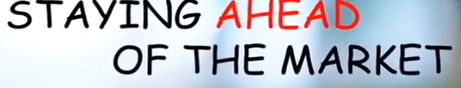 STAYING AHEAD
OF THE MARKET